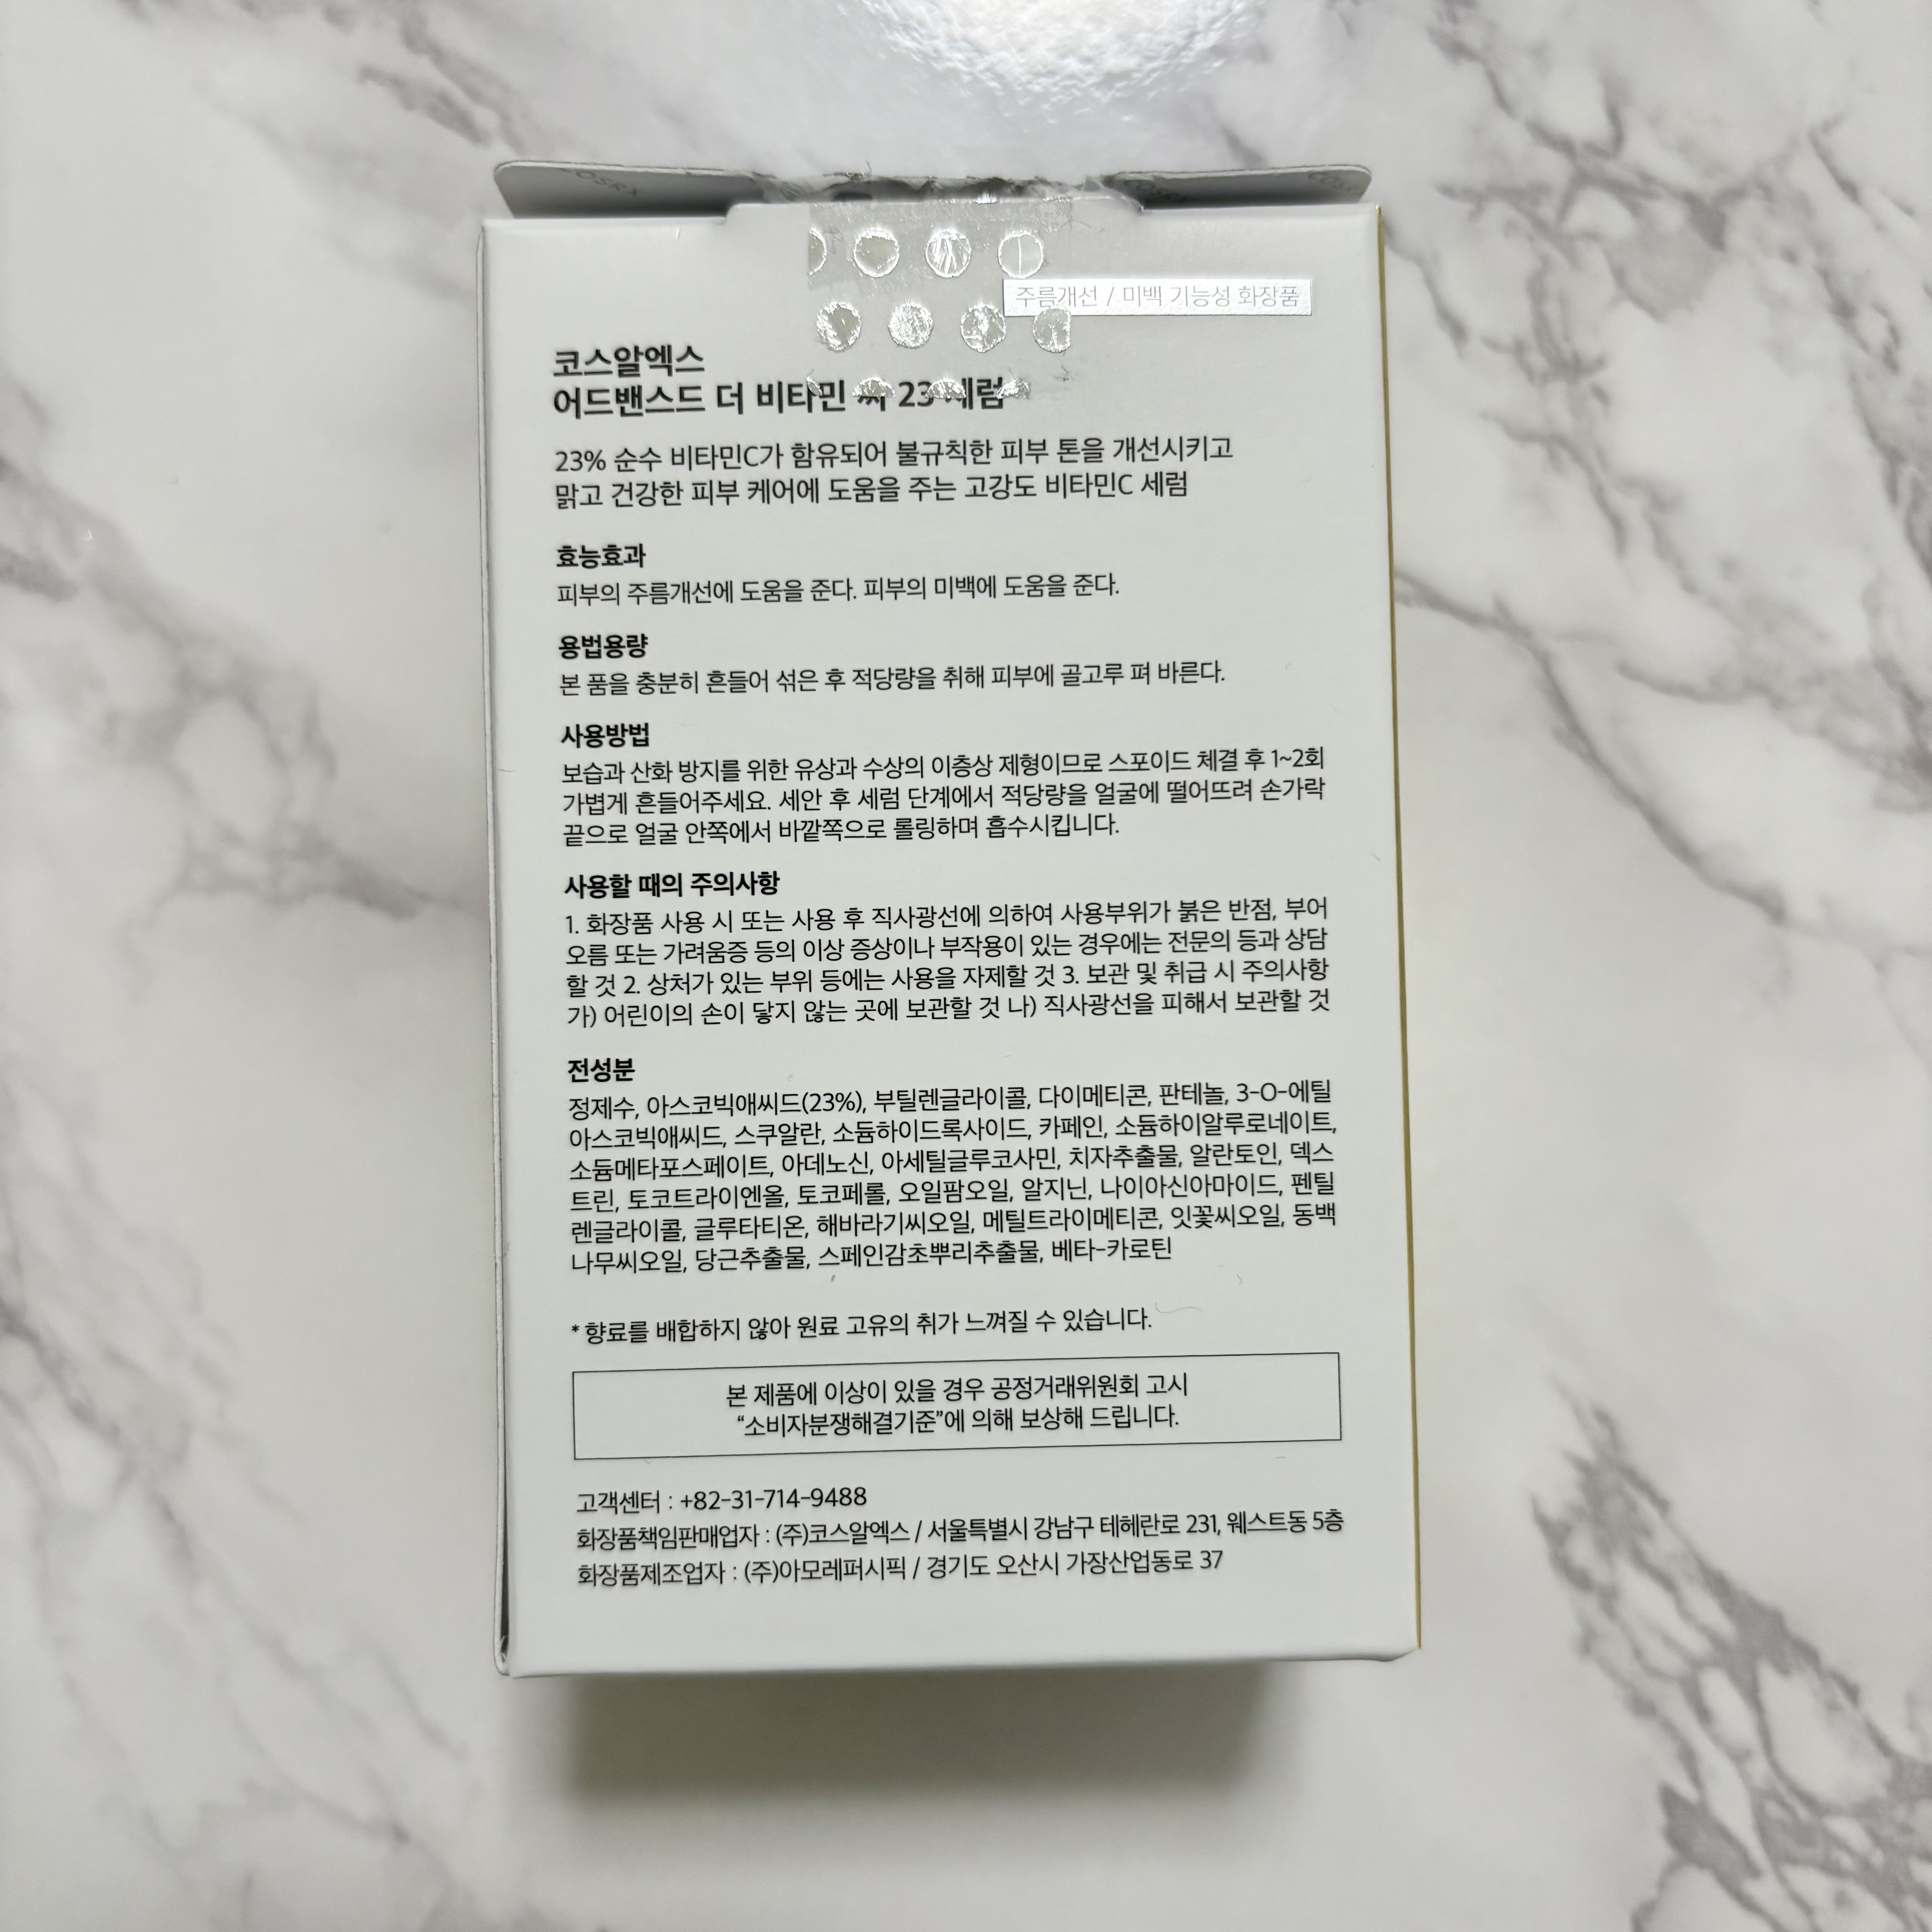 COSRX
주름개선 / 미백 기능성 화장품
코스알엑스
어드밴스드 더 비타민 씨 23 세럼
23% 순수 비타민C가 함유되어 불규칙한 피부 톤을 개선시키고
맑고 건강한 피부 케어에 도움을 주는 고강도 비타민C 세럼
효능효과
피부의 주름개선에 도움을 준다. 피부의 미백에 도움을 준다.
용법용량
본 품을 충분히 흔들어 섞은 후 적당량을 취해 피부에 골고루 펴 바른다.
사용방법
보습과 산화 방지를 위한 유상과 수상의 이층상 제형이므로 스포이드 체결 후 1~2회
가볍게 흔들어주세요. 세안 후 세럼 단계에서 적당량을 얼굴에 떨어뜨려 손가락
끝으로 얼굴 안쪽에서 바깥쪽으로 롤링하며 흡수시킵니다.
사용할 때의 주의사항
1. 화장품 사용 시 또는 사용 후 직사광선에 의하여 사용부위가 붉은 반점, 부어
오름 또는 가려움증 등의 이상 증상이나 부작용이 있는 경우에는 전문의 등과 상담
할 것 2. 상처가 있는 부위 등에는 사용을 자제할 것 3. 보관 및 취급 시 주의사항
가) 어린이의 손이 닿지 않는 곳에 보관할 것 나) 직사광선을 피해서 보관할 것
전성분
정제수, 아스코빅애씨드(23%), 부틸렌글라이콜, 다이메티콘, 판테놀, 3-O-에틸
아스코빅애씨드, 스쿠알란, 소듐하이드록사이드, 카페인, 소듐하이알루로네이트,
소듐메타포스페이트, 아데노신, 아세틸글루코사민, 치자추출물, 알란토인, 덱스
트린, 토코트라이엔올, 토코페롤, 오일팜오일, 알지닌, 나이아신아마이드, 펜틸
렌글라이콜, 글루타티온, 해바라기씨오일, 메틸트라이메티콘, 잇꽃씨오일, 동백
나무씨오일, 당근추출물, 스페인감초뿌리추출물, 베타-카로틴
* 향료를 배합하지 않아 원료 고유의 취가 느껴질 수 있습니다.
본 제품에 이상이 있을 경우 공정거래위원회 고시
“소비자분쟁해결기준”에 의해 보상해 드립니다.
고객센터 : +82-31-714-9488
화장품책임판매업자 : (주)코스알엑스 / 서울특별시 강남구 테헤란로 231, 웨스트동 5층
화장품제조업자 : (주)아모레퍼시픽 / 경기도 오산시 가장산업동로 37